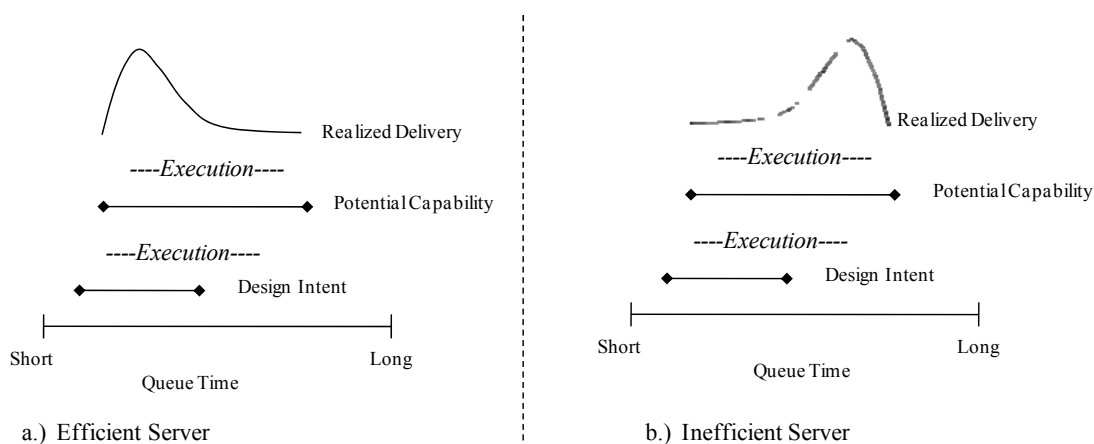 Realized Delivery
----Execution----
Potential Capability
----Execution----
Design Intent
Short
Long
Queue Time
a.) Efficient Server
Realized Delivery
----Execution----
Potential Capability
----Execution----
Design Intent
Short
Long
Queue Time
b.) Inefficient Server